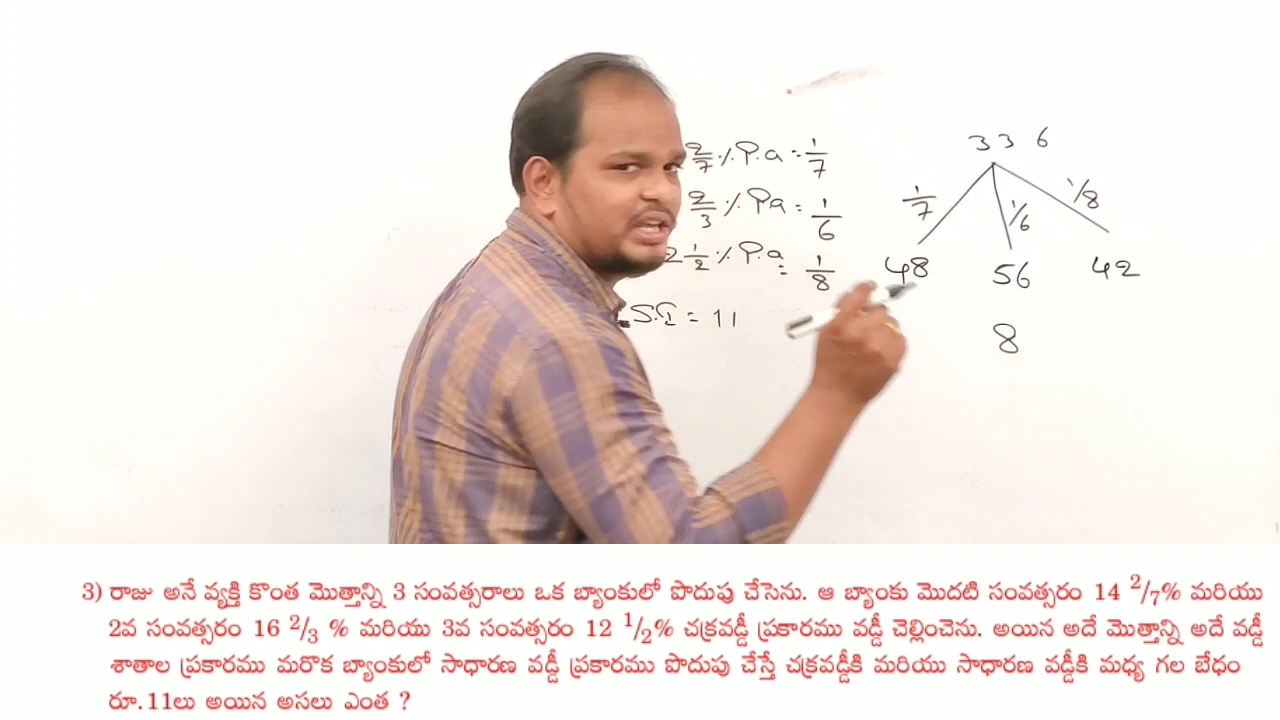 2/7 % P.a = 1/7
2/3 % Pa = 1/6
2 1/2 % P.a = 1/8
S.I = 11
336
1/7 1/6 1/8
48 56 42
8
3) రాజు అనే వ్యక్తి కొంత మొత్తాన్ని 3 సంవత్సరాలు ఒక బ్యాంకులో పొదుపు చేసెను. ఆ బ్యాంకు మొదటి సంవత్సరం 14 2/7% మరియు
2వ సంవత్సరం 16 2/3 % మరియు 3వ సంవత్సరం 12 1/2% చక్రవడ్డీ ప్రకారము వడ్డీ చెల్లించెను. అయిన అదే మొత్తాన్ని అదే వడ్డీ
శాతాల ప్రకారము మరొక బ్యాంకులో సాధారణ వడ్డీ ప్రకారము పొదుపు చేస్తే చక్రవడ్డీకి మరియు సాధారణ వడ్డీకి మధ్య గల బేధం
రూ.11లు అయిన అసలు ఎంత ?